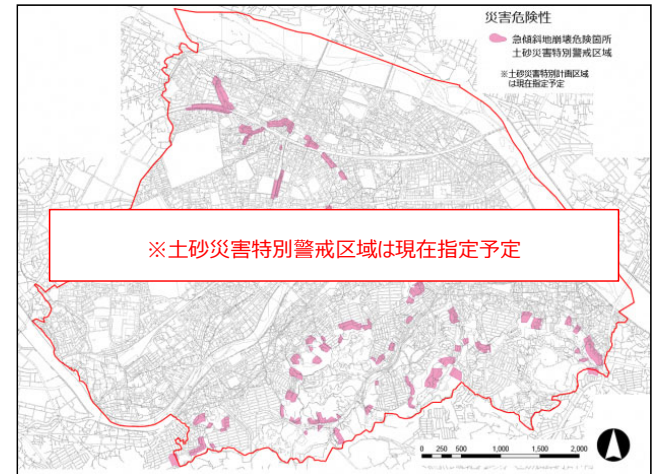 災害危険性
急傾斜地崩壊危険箇所
土砂災害特別警戒区域
※土砂災害特別計画区域
は現在指定予定
※土砂災害特別警戒区域は現在指定予定
0 250 500 1,000 1,500 2,000